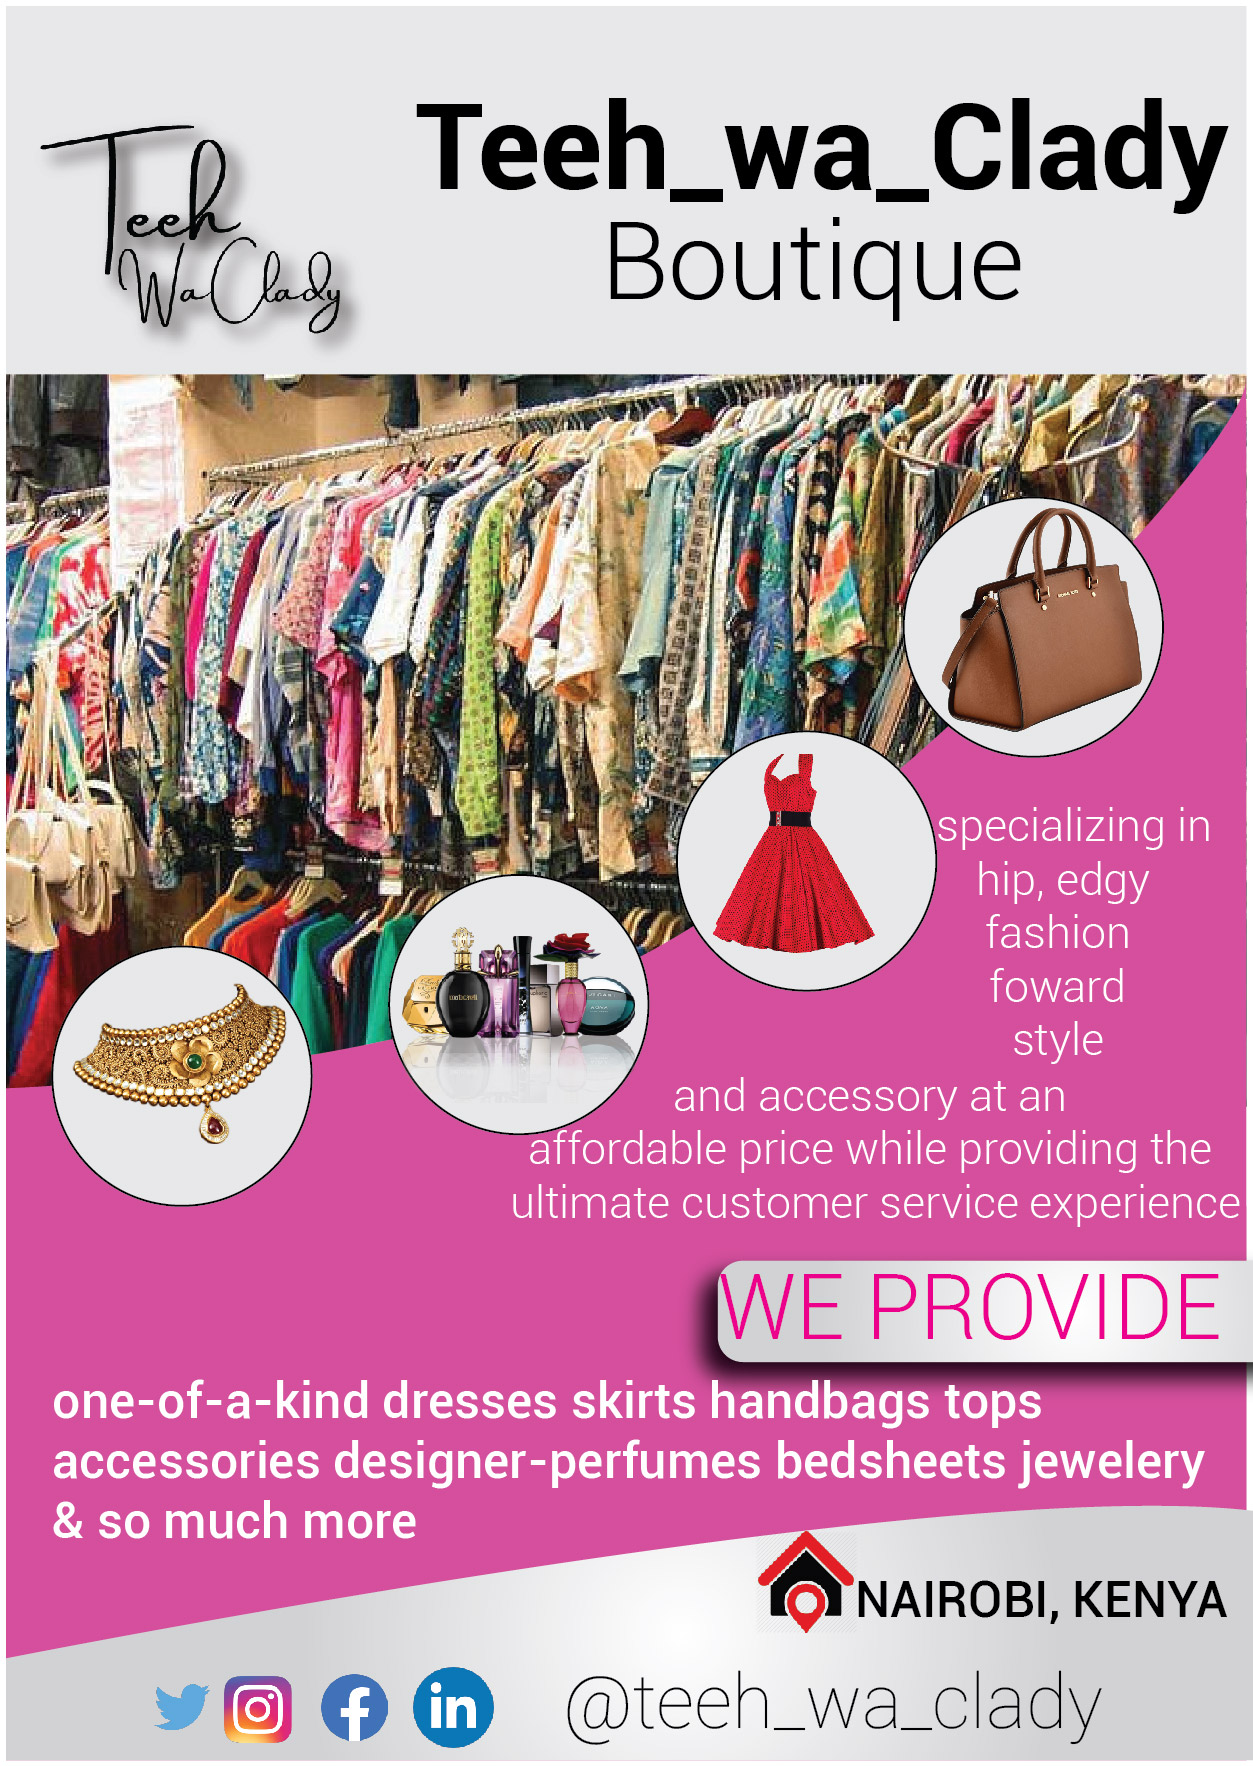 Teeh
Wa Clady
Teeh_wa_Clady
Boutique
specializing in
hip, edgy
fashion
foward
style
and accessory at an
affordable price while providing the
ultimate customer service experience
WE PROVIDE
one-of-a-kind dresses skirts handbags tops
accessories designer-perfumes bedsheets jewelery
& so much more
NAIROBI, KENYA
@teeh_wa_clady